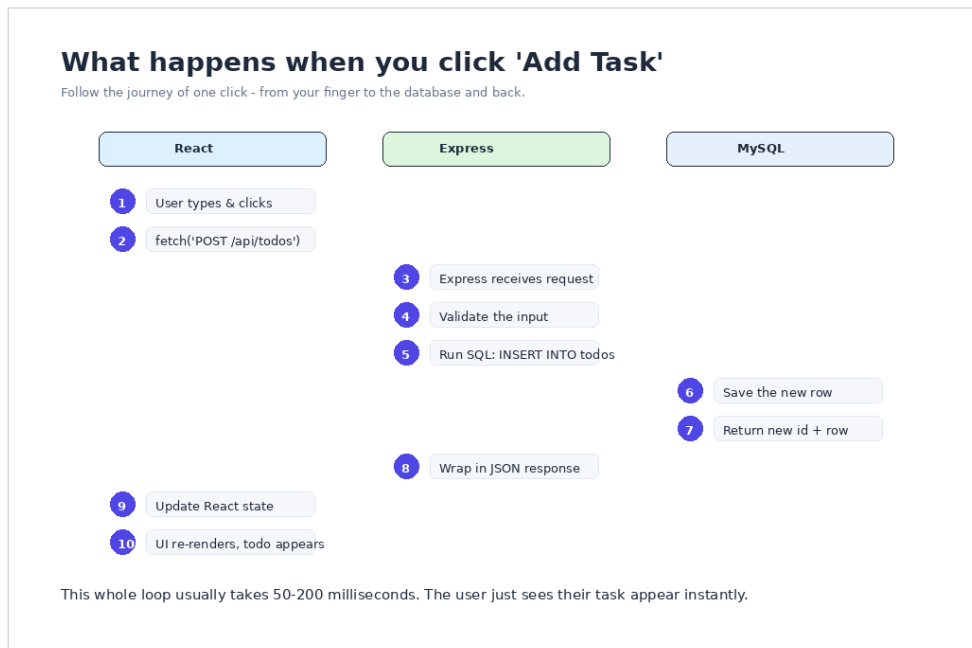 What happens when you click 'Add Task'
Follow the journey of one click - from your finger to the database and back.
React
Express
MySQL
1
User types & clicks
2
fetch('POST /api/todos')
3
Express receives request
4
Validate the input
5
Run SQL: INSERT INTO todos
6
Save the new row
7
Return new id + row
8
Wrap in JSON response
9
Update React state
10
UI re-renders, todo appears
This whole loop usually takes 50-200 milliseconds. The user just sees their task appear instantly.